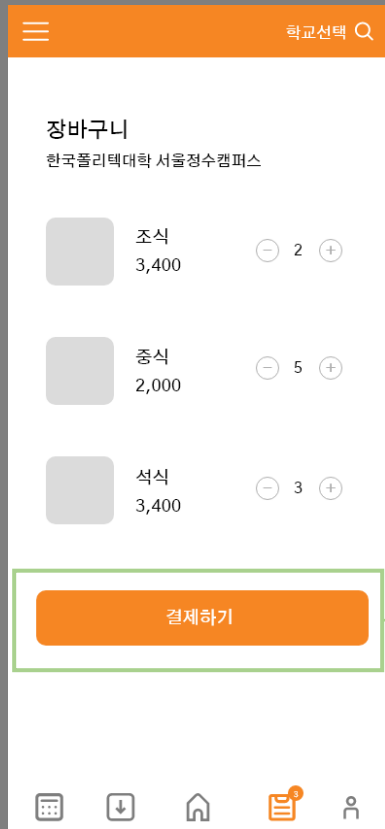 학교선택
장바구니
한국폴리텍대학 서울정수캠퍼스
조식
3,400
2
중식
2,000
5
석식
3,400
3
결제하기
3